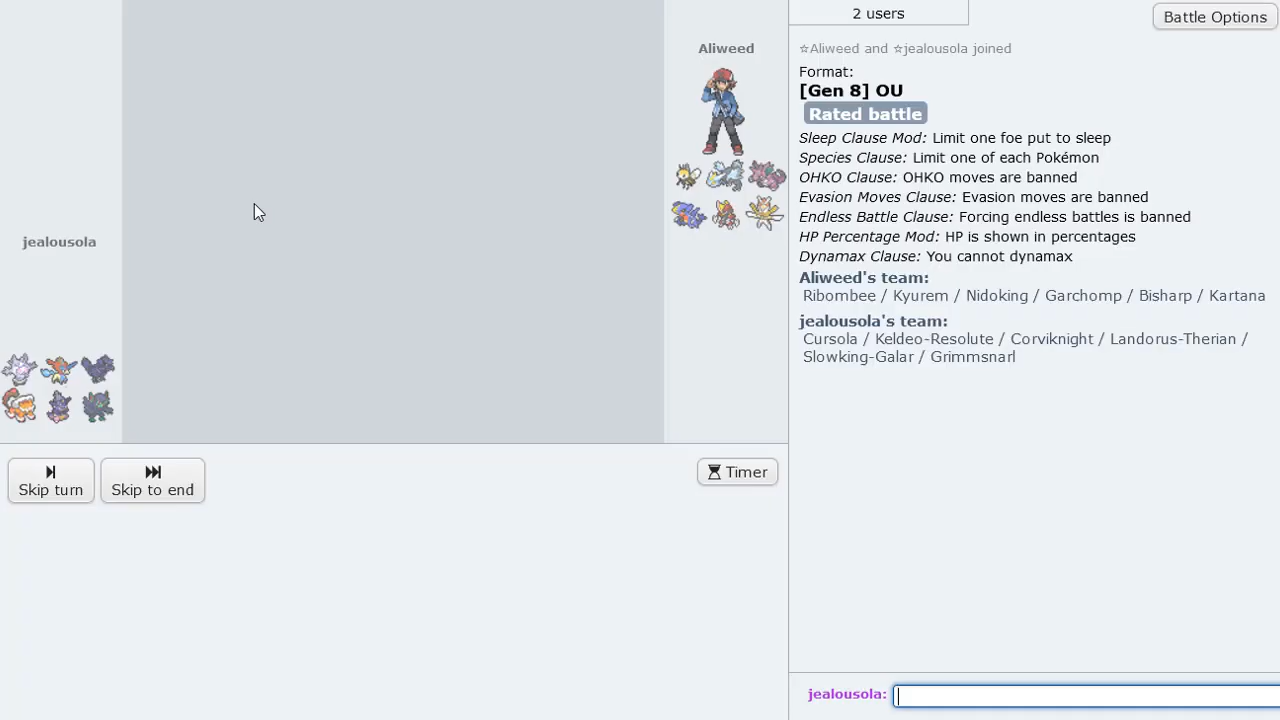 2 users
Battle Options
Aliweed
☆Aliweed and ☆jealousola joined
Format:
[Gen 8] OU
Rated battle
Sleep Clause Mod: Limit one foe put to sleep
Species Clause: Limit one of each Pokémon
OHKO Clause: OHKO moves are banned
Evasion Moves Clause: Evasion moves are banned
Endless Battle Clause: Forcing endless battles is banned
HP Percentage Mod: HP is shown in percentages
Dynamax Clause: You cannot dynamax
Aliweed's team:
Ribombee / Kyurem / Nidoking / Garchomp / Bisharp / Kartana
jealousola's team:
Cursola / Keldeo-Resolute / Corviknight / Landorus-Therian /
Slowking-Galar / Grimmsnarl
jealousola
Skip turn
Skip to end
Timer
jealousola: